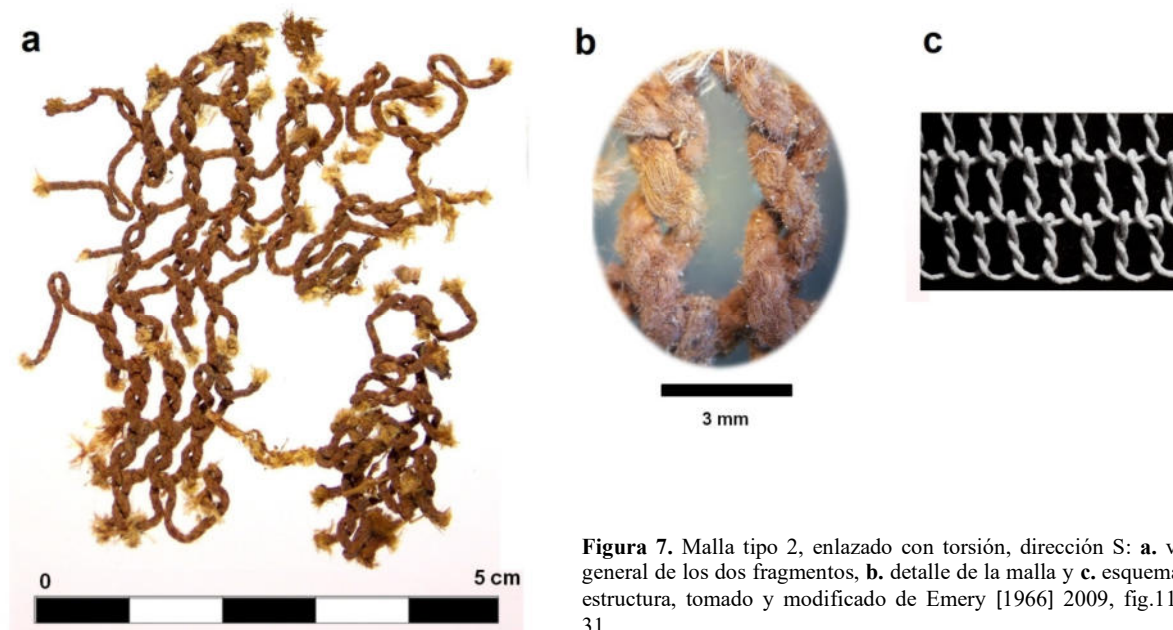 a
b
c
0
5 cm
3 mm
Figura 7. Malla tipo 2, enlazado con torsión, dirección S: a.
general de los dos fragmentos, b. detalle de la malla y c. esquema
estructura, tomado y modificado de Emery [1966] 2009, fig.11
31